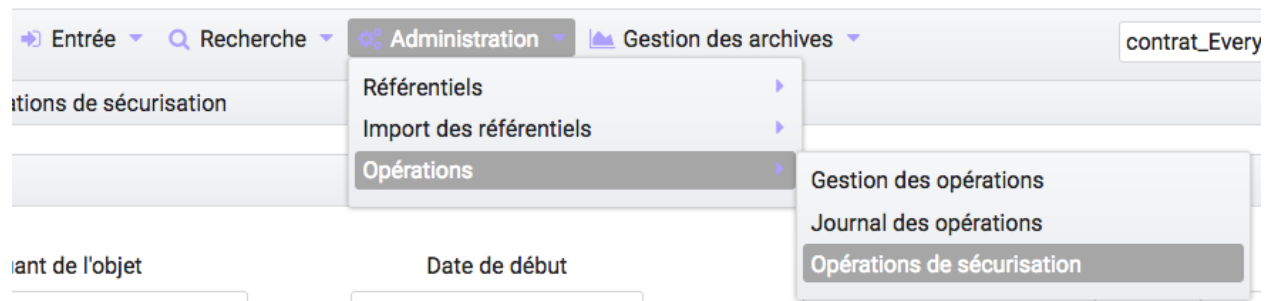 Entrée Recherche Administration Gestion des archives contrat_Every
ations de sécurisation
Référentiels
Import des référentiels
Opérations
Gestion des opérations
Journal des opérations
Opérations de sécurisation
ant de l'objet Date de début